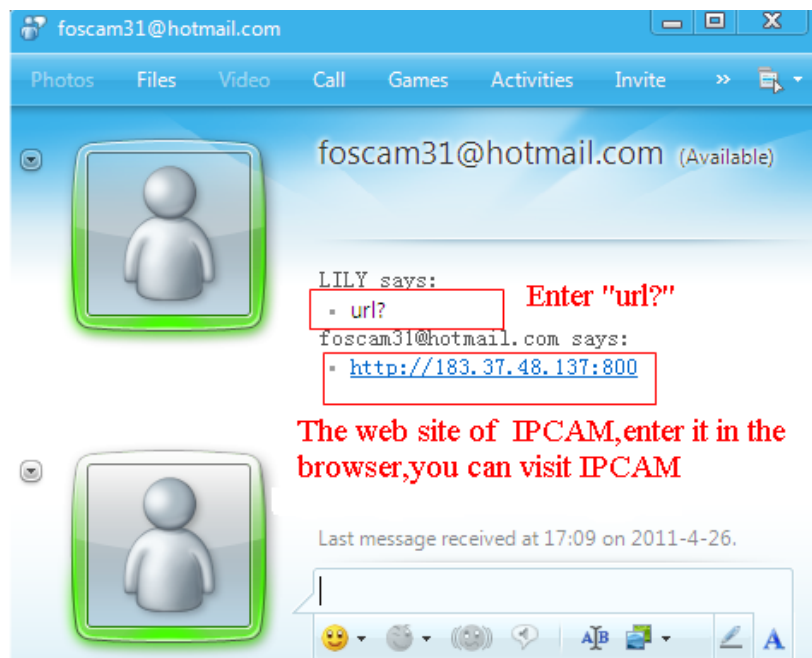 foscam31@hotmail.com
Photos Files Video Call Games Activities Invite »
foscam31@hotmail.com (Available)
LILY says:
url?
Enter "url?"
foscam31@hotmail.com says:
http://183.37.48.137:800
The web site of IPCAM,enter it in the
browser,you can visit IPCAM
Last message received at 17:09 on 2011-4-26.